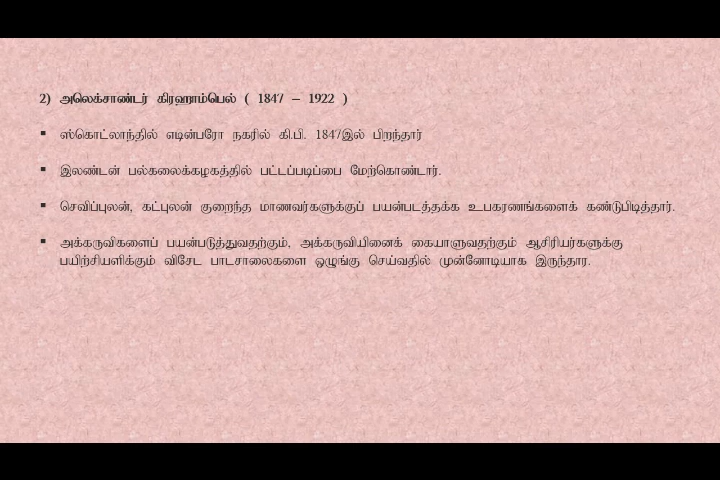 2) அலெக்சாண்டர் கிரஹாம்பெல் ( 1847 – 1922 )
▪ ஸ்கொட்லாந்தில் எடின்பரோ நகரில் கி.பி. 1847இல் பிறந்தார்
▪ இலண்டன் பல்கலைக்கழகத்தில் பட்டப்படிப்பை மேற்கொண்டார்.
▪ செவிப்புலன், கட்புலன் குறைந்த மாணவர்களுக்குப் பயன்படத்தக்க உபகரணங்களைக் கண்டுபிடித்தார்.
▪ அக்கருவிகளைப் பயன்படுத்துவதற்கும், அக்கருவியினைக் கையாளுவதற்கும் ஆசிரியர்களுக்கு
பயிற்சியளிக்கும் விசேட பாடசாலைகளை ஒழுங்கு செய்வதில் முன்னோடியாக இருந்தார.